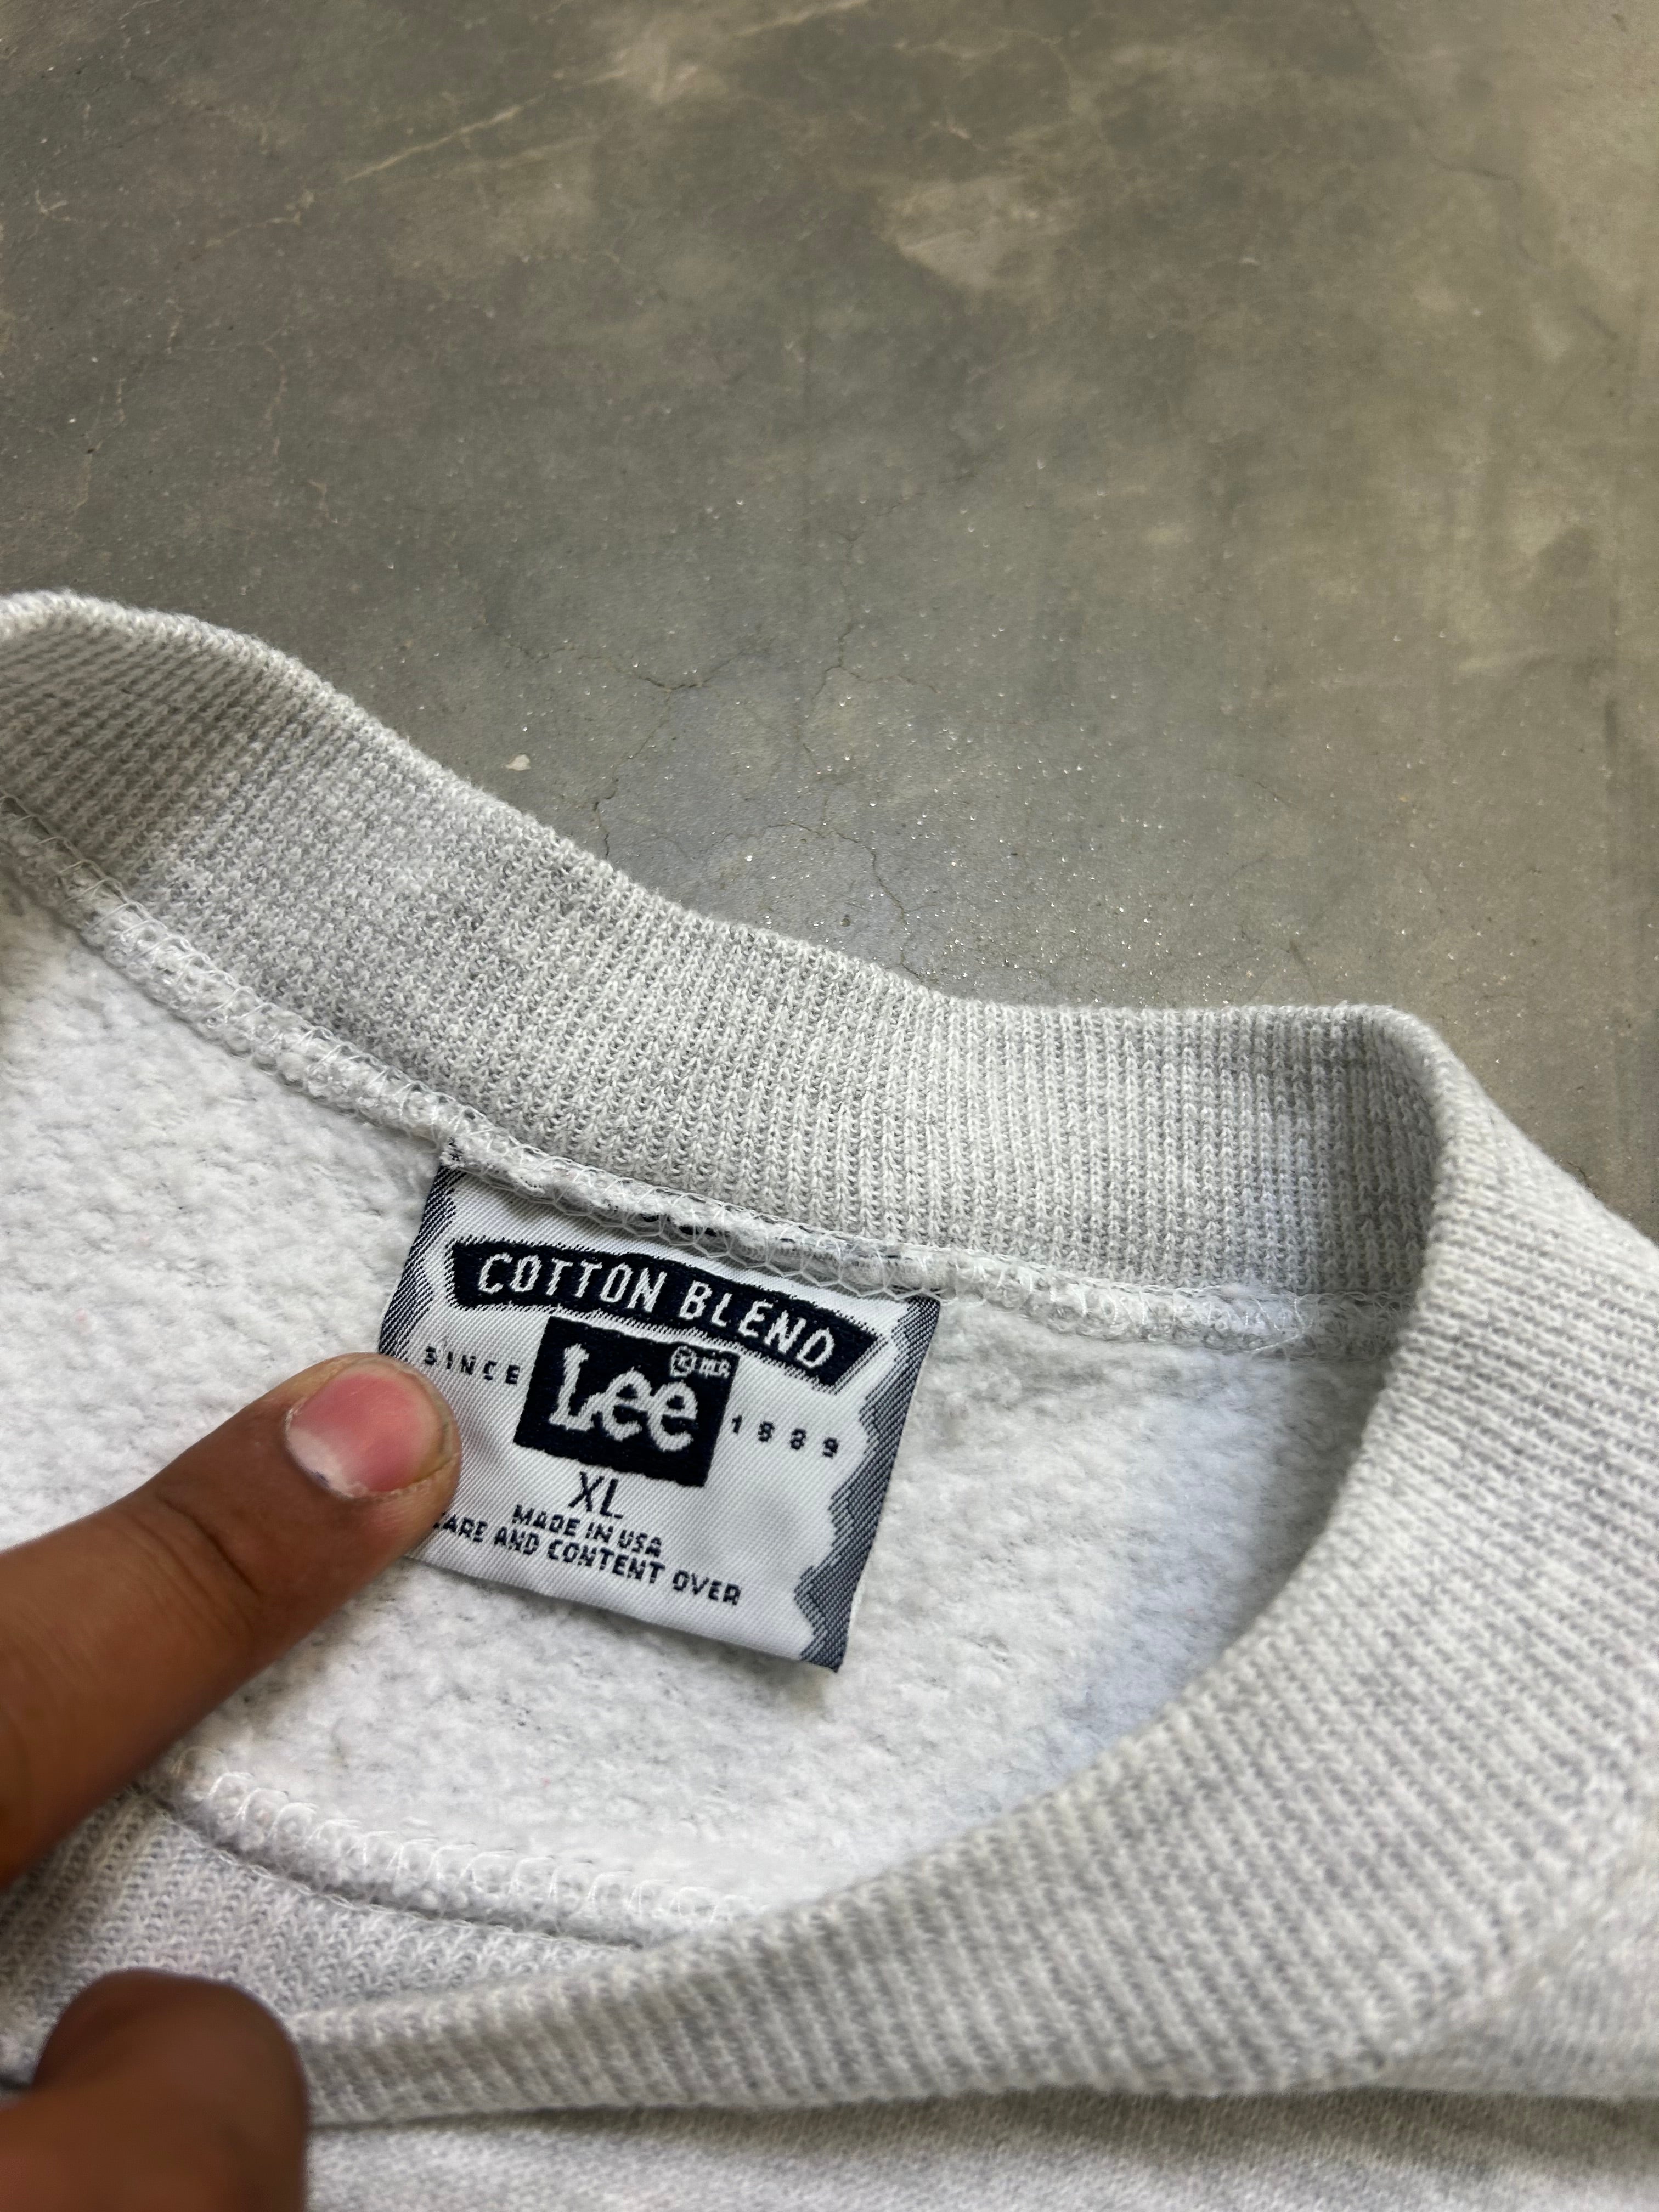 COTTON BLEND
SINCE Lee 1889
XL
MADE IN USA
CARE AND CONTENT OVER